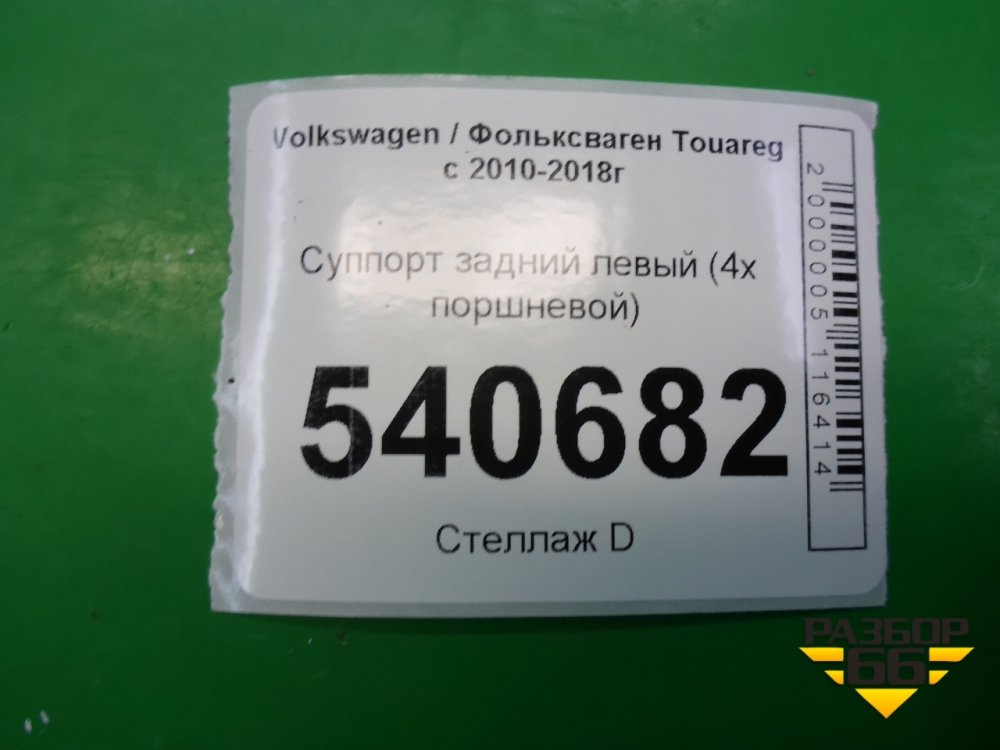 Volkswagen / Фольксваген Touareg
с 2010-2018г
Суппорт задний левый (4х
поршневой)
540682
Стеллаж D
2000005116414
РАЗБОР
66